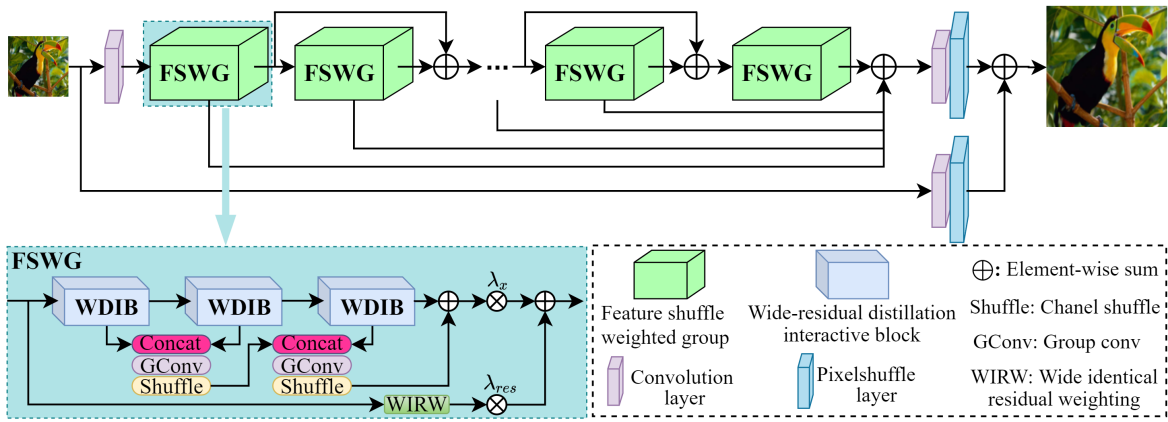 FSWG
FSWG
...
FSWG
FSWG
FSWG
WDIB
WDIB
WDIB
λx
Concat
Concat
GConv
GConv
Shuffle
Shuffle
λres
WIRW
Feature shuffle
weighted group
Wide-residual distillation
interactive block
Convolution
layer
Pixelshuffle
layer
: Element-wise sum
Shuffle: Chanel shuffle
GConv: Group conv
WIRW: Wide identical
residual weighting